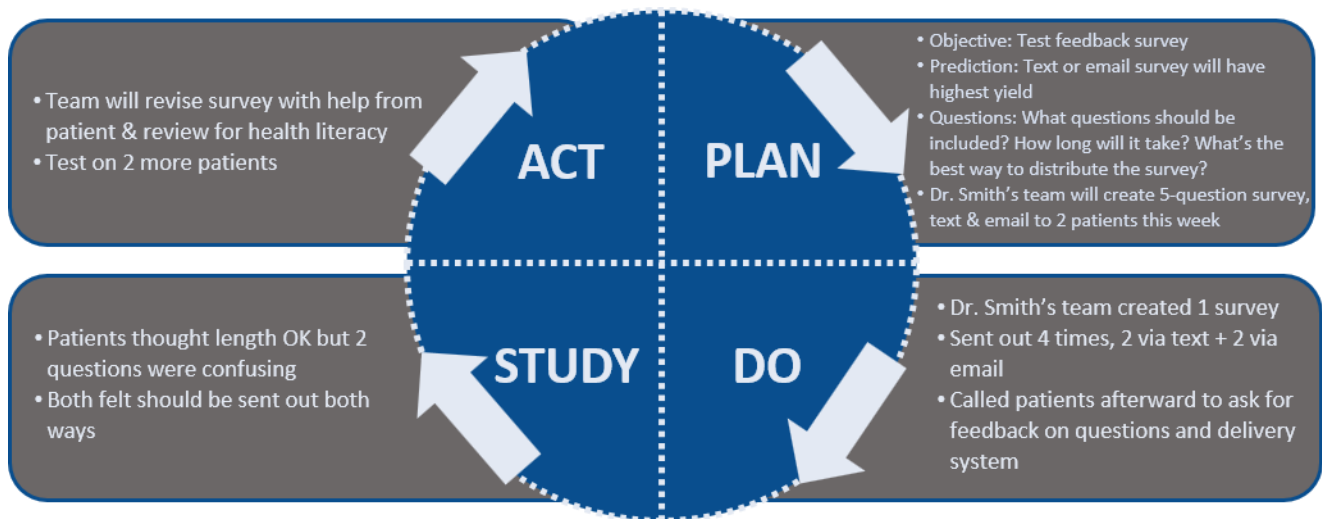 • Team will revise survey with help from
patient & review for health literacy
• Test on 2 more patients
ACT
PLAN
• Objective: Test feedback survey
• Prediction: Text or email survey will have
highest yield
• Questions: What questions should be
included? How long will it take? What's the
best way to distribute the survey?
• Dr. Smith's team will create 5-question survey,
text & email to 2 patients this week
• Patients thought length OK but 2
questions were confusing
• Both felt should be sent out both
ways
STUDY
DO
• Dr. Smith's team created 1 survey
• Sent out 4 times, 2 via text + 2 via
email
• Called patients afterward to ask for
feedback on questions and delivery
system